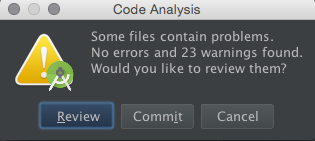 Code Analysis
Some files contain problems.
No errors and 23 warnings found.
Would you like to review them?
Review Commit Cancel